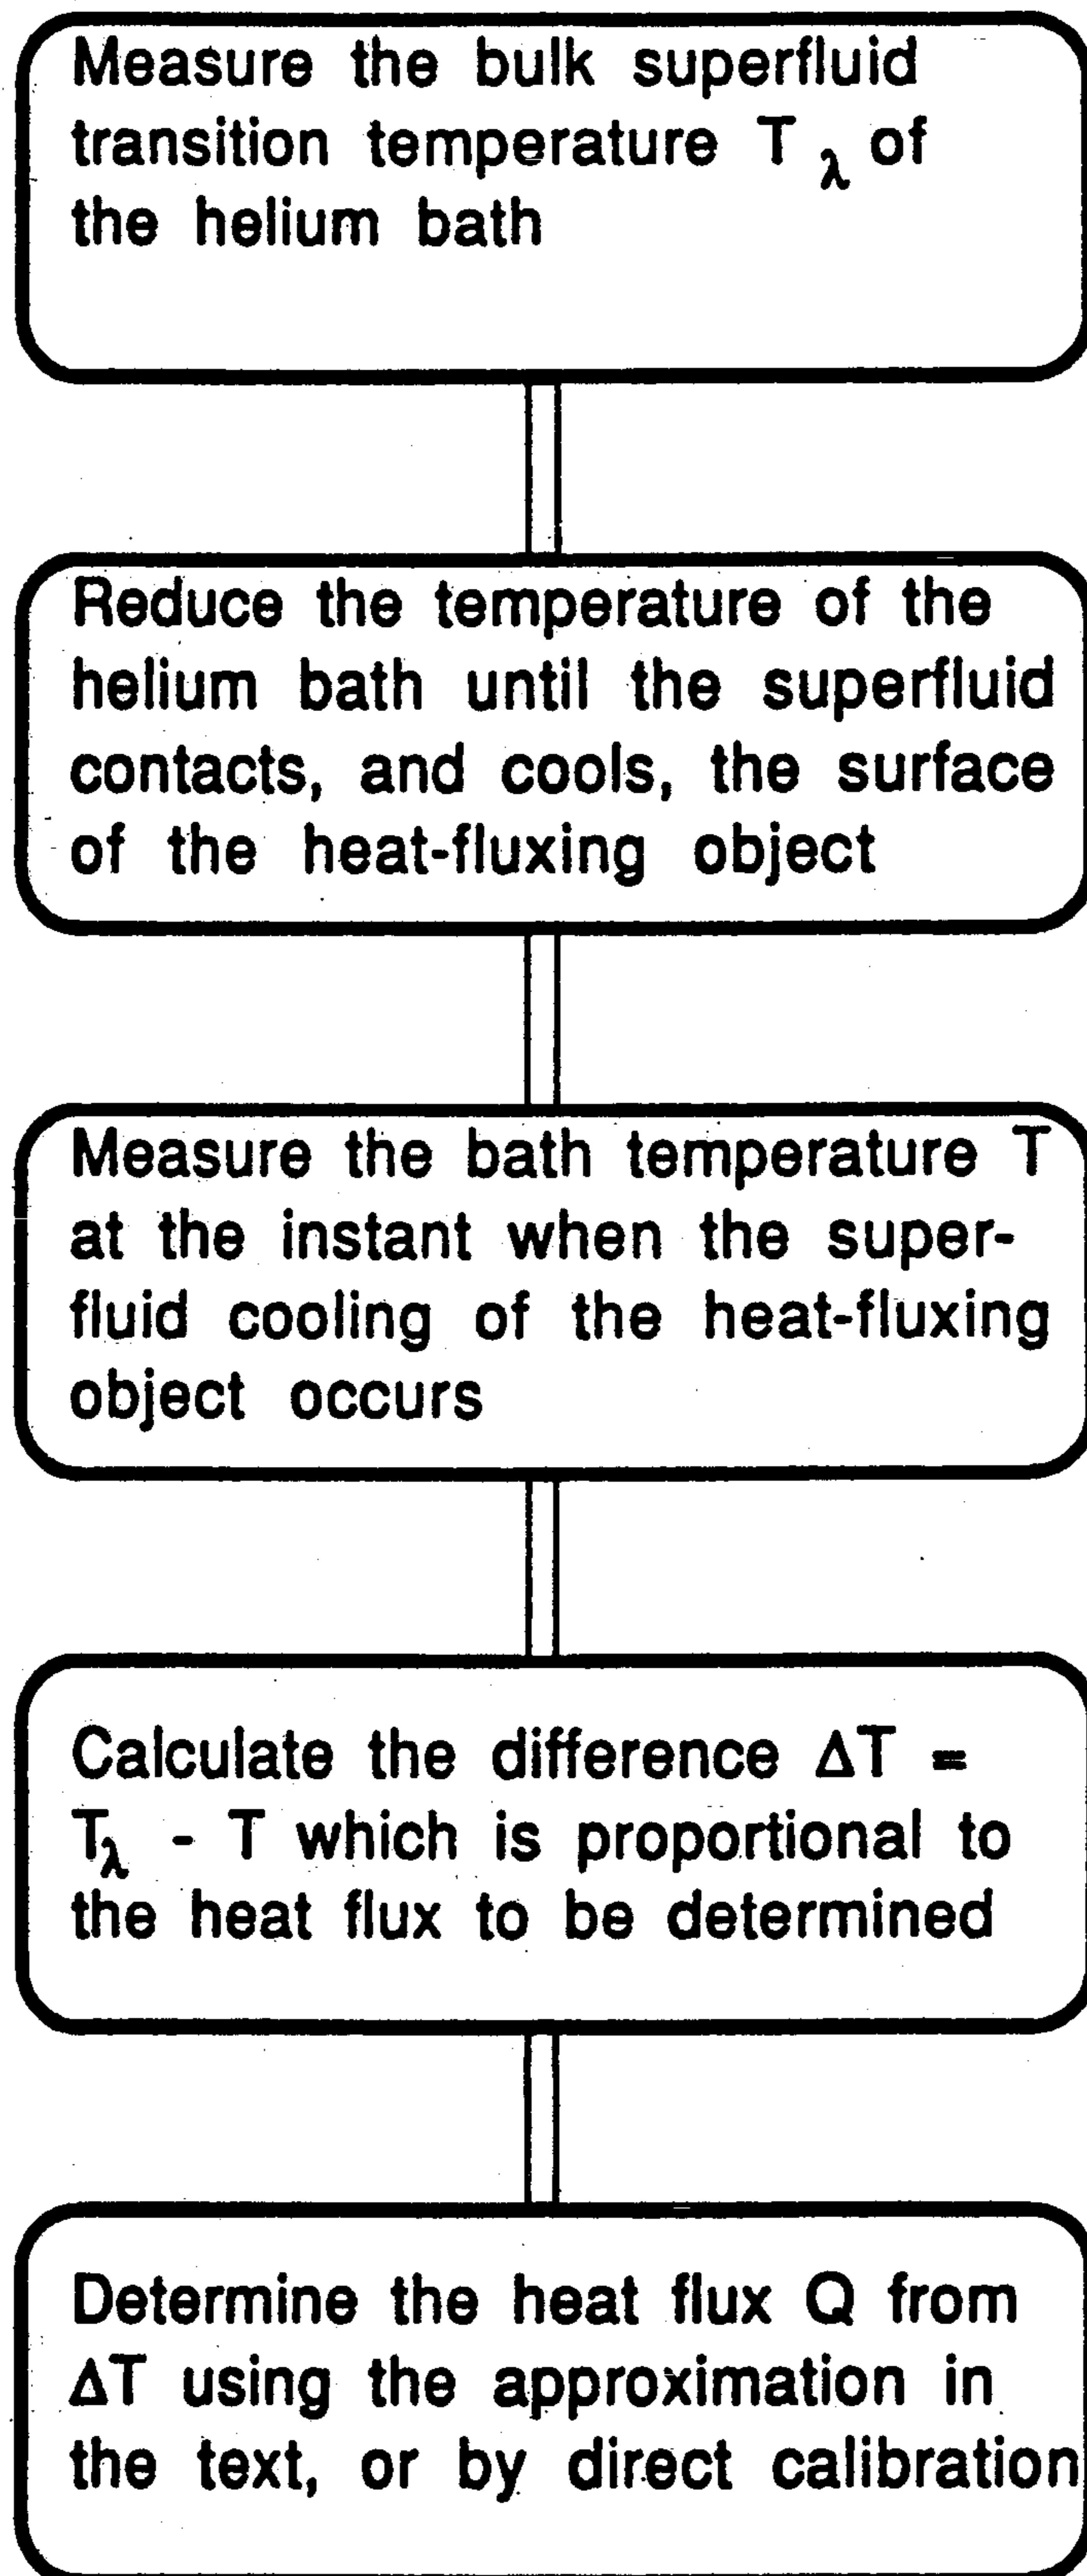 Measure the bulk superfluid
transition temperature T λ of
the helium bath
Reduce the temperature of the
helium bath until the superfluid
contacts, and cools, the surface
of the heat-fluxing object
Measure the bath temperature T
at the instant when the super-
fluid cooling of the heat-fluxing
object occurs
Calculate the difference ΔT =
Tλ - T which is proportional to
the heat flux to be determined
Determine the heat flux Q from
ΔT using the approximation in
the text, or by direct calibration